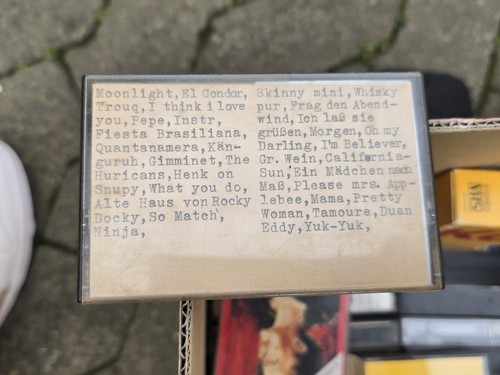 Moonlight,El Condor,
Trouq,I think i love
you,Pepe,Instr,
Fiesta Brasiliana,
Quantanamera,Kän-
guruh,Gimminet,The
Huricans,Henk on
Snupy,What you do,
Alte Haus von Rocky
Docky,So Match,
Ninja,
Skinny mini,Whisky
pur,Frag den Abend-
wind,Ich laß sie
grüßen,Morgen,Oh my
Darling,I'm Believer,
Gr.Wein,California-
Sun,Ein Mädchen nach
Maß,Please mrs. App-
lebee,Mama,Pretty
Woman,Tamoure,Duan
Eddy,Yuk-Yuk,